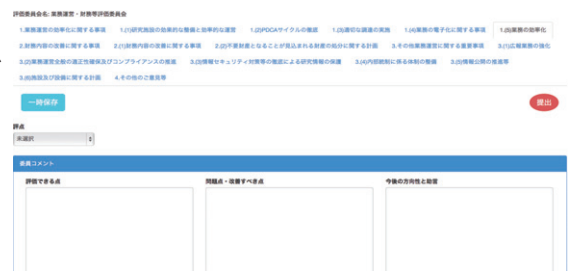 評価委員会名: 業務運営・財務等評価委員会
1.業務運営の効率化に関する事項 1.(1)研究施設の効果的な整備と効率的な運営 1.(2)PDCAサイクルの徹底 1.(3)適切な調達の実施 1.(4)業務の電子化に関する事項 1.(5)業務の効率化
2.財務内容の改善に関する事項 2.(1)財務内容の改善に関する事項 2.(2)不要財産となることが見込まれる財産の処分に関する計画 3.その他業務運営に関する重要事項 3.(1)広報業務の強化
3.(2)業務運営全般の適正性確保及びコンプライアンスの推進 3.(3)情報セキュリティ対策等の徹底による研究情報の保護 3.(4)内部統制に係る体制の整備 3.(5)情報公開の推進等
3.(6)施設及び設備に関する計画 4.その他のご意見等
一時保存 提出
評点
未選択
委員コメント
評価できる点 問題点・改善すべき点 今後の方向性と助言